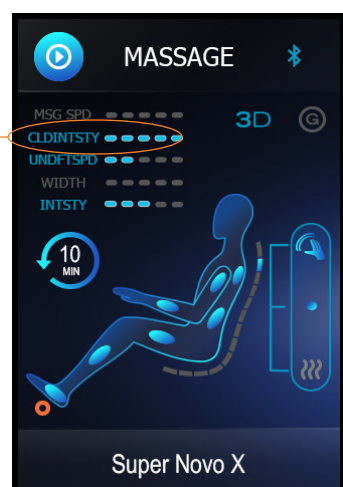 MASSAGE
MSG SPD
3D
G
CLDINTSTY
UNDFTSPD
WIDTH
INTSTY
10
MIN
Super Novo X